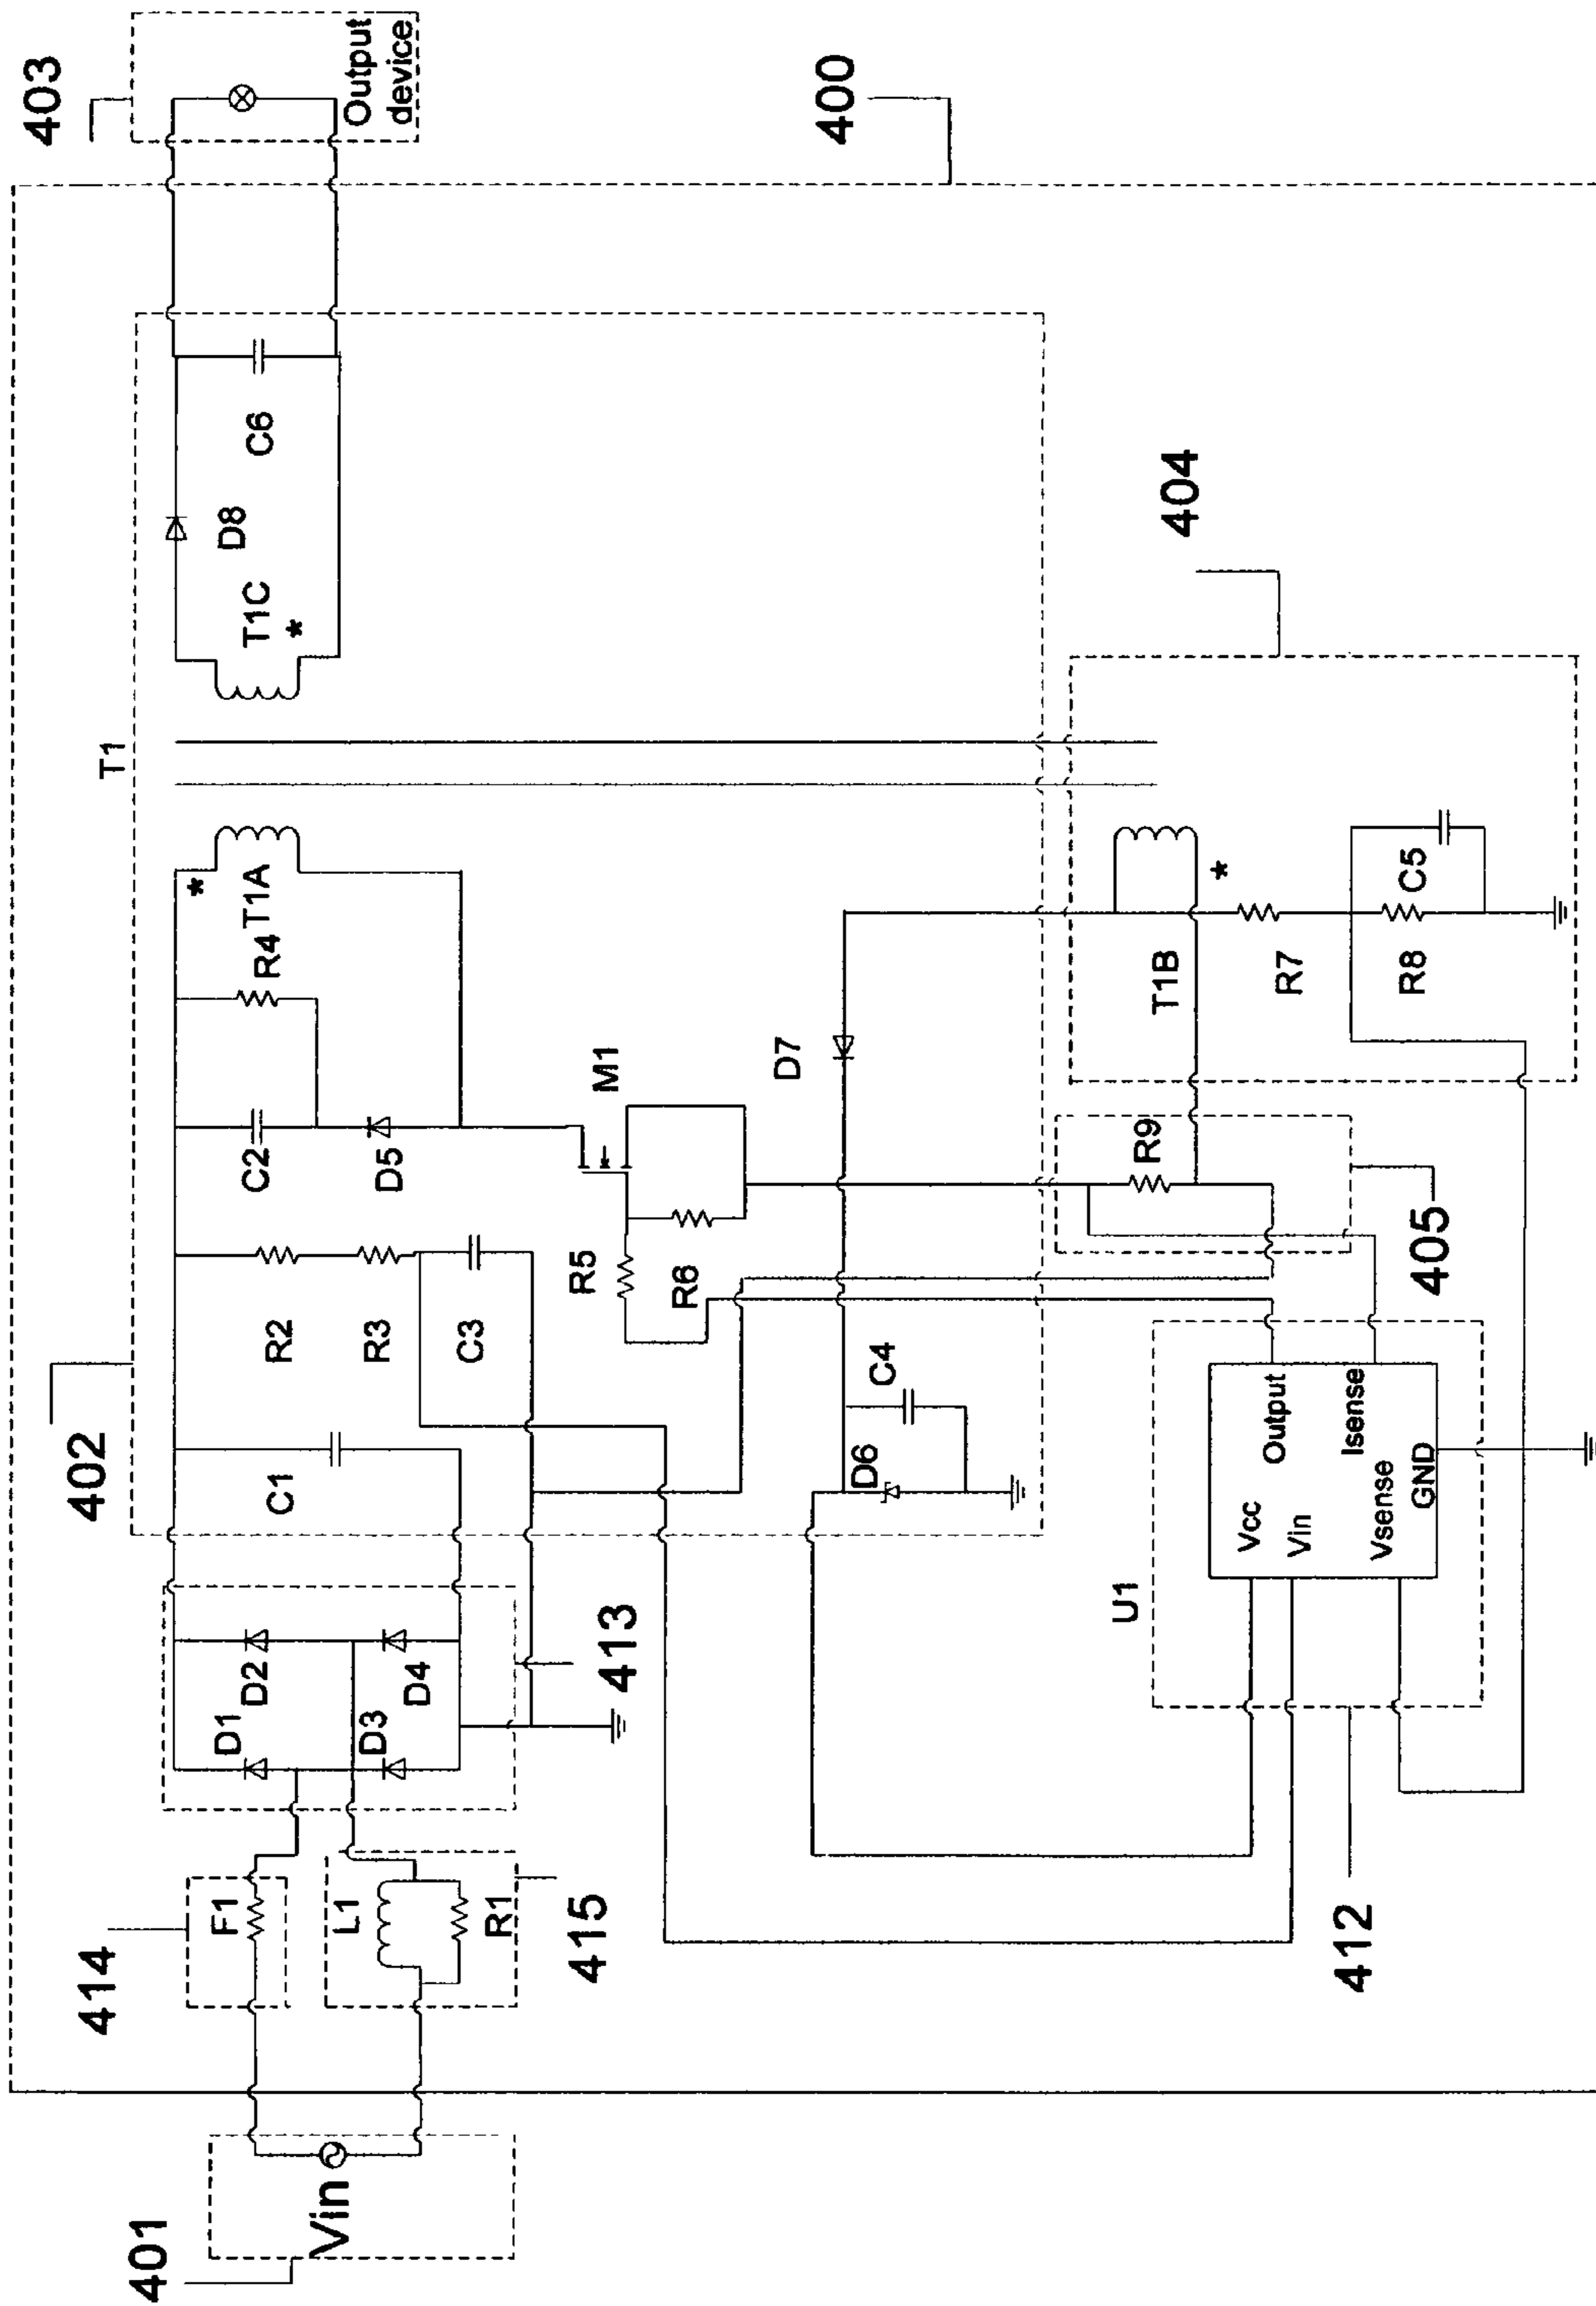 401
Vin
414
F1
L1
R1
415
413
D1
D2
D3
D4
402
C1
R2
R3
C3
C2
D5
R4
T1A
*
T1
T1C
*
D8
C6
403
Output
device
400
M1
R5
R6
D7
D6
C4
404
T1B
*
R7
R8
C5
R9
405
U1
412
Vcc
Vin
Vsense
GND
Output
Isense